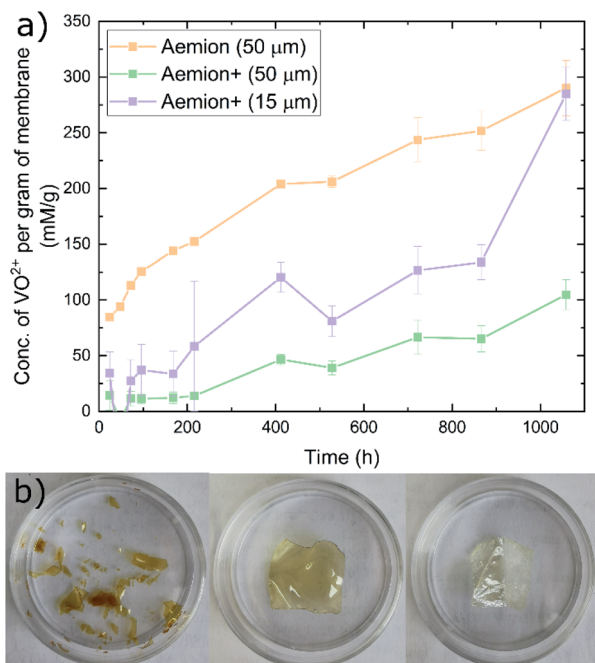 a)
Aemion (50 μm)
Aemion+ (50 μm)
Aemion+ (15 μm)
Conc. of VO²⁺ per gram of membrane
(mM/g)
350
300
250
200
150
100
50
0
0 200 400 600 800 1000
Time (h)
b)